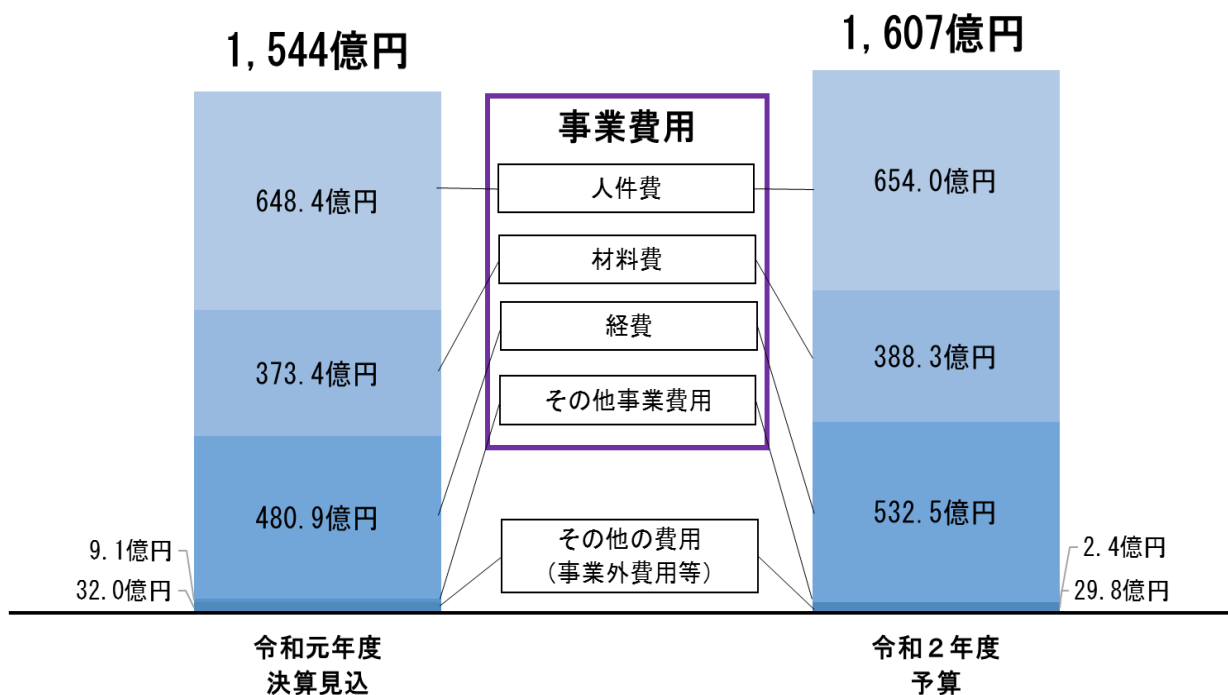 1,544億円
648.4億円
373.4億円
480.9億円
9.1億円
32.0億円
令和元年度
決算見込
事業費用
人件費
材料費
経費
その他事業費用
その他の費用
（事業外費用等）
1,607億円
654.0億円
388.3億円
532.5億円
2.4億円
29.8億円
令和２年度
予算